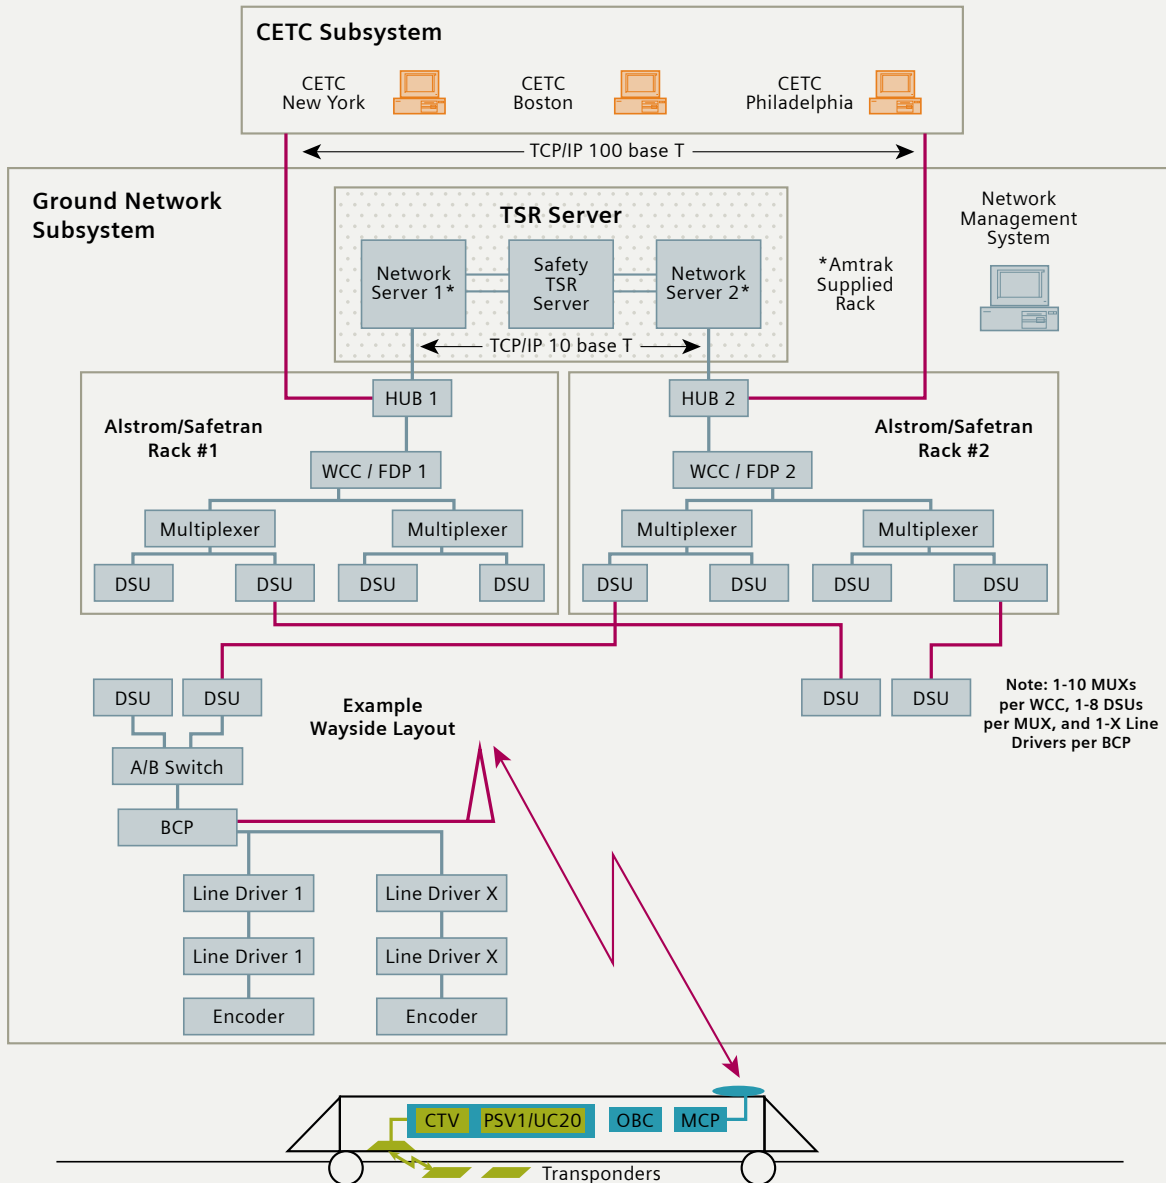 CETC Subsystem
CETC
New York
CETC
Boston
CETC
Philadelphia
TCP/IP 100 base T
Ground Network
Subsystem
TSR Server
Network
Server 1*
Safety
TSR
Server
Network
Server 2*
*Amtrak
Supplied
Rack
Network
Management
System
TCP/IP 10 base T
HUB 1
HUB 2
Alstrom/Safetran
Rack #1
Alstrom/Safetran
Rack #2
WCC / FDP 1
WCC / FDP 2
Multiplexer
Multiplexer
Multiplexer
Multiplexer
DSU
DSU
DSU
DSU
DSU
DSU
DSU
DSU
DSU
DSU
Example
Wayside Layout
DSU
DSU
Note: 1-10 MUXs
per WCC, 1-8 DSUs
per MUX, and 1-X Line
Drivers per BCP
A/B Switch
BCP
Line Driver 1
Line Driver X
Line Driver 1
Line Driver X
Encoder
Encoder
CTV
PSV1/UC20
OBC
MCP
Transponders